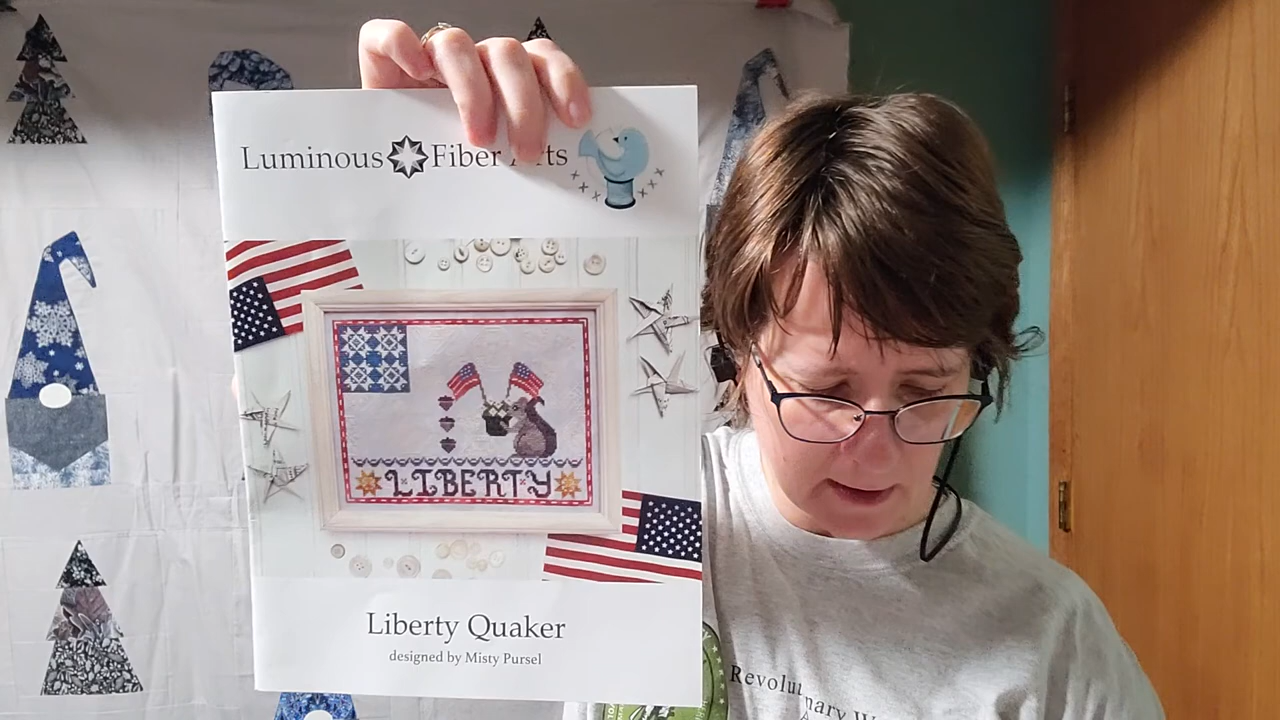 Luminous Fiber Arts
LIBERTY
Liberty Quaker
designed by Misty Pursel